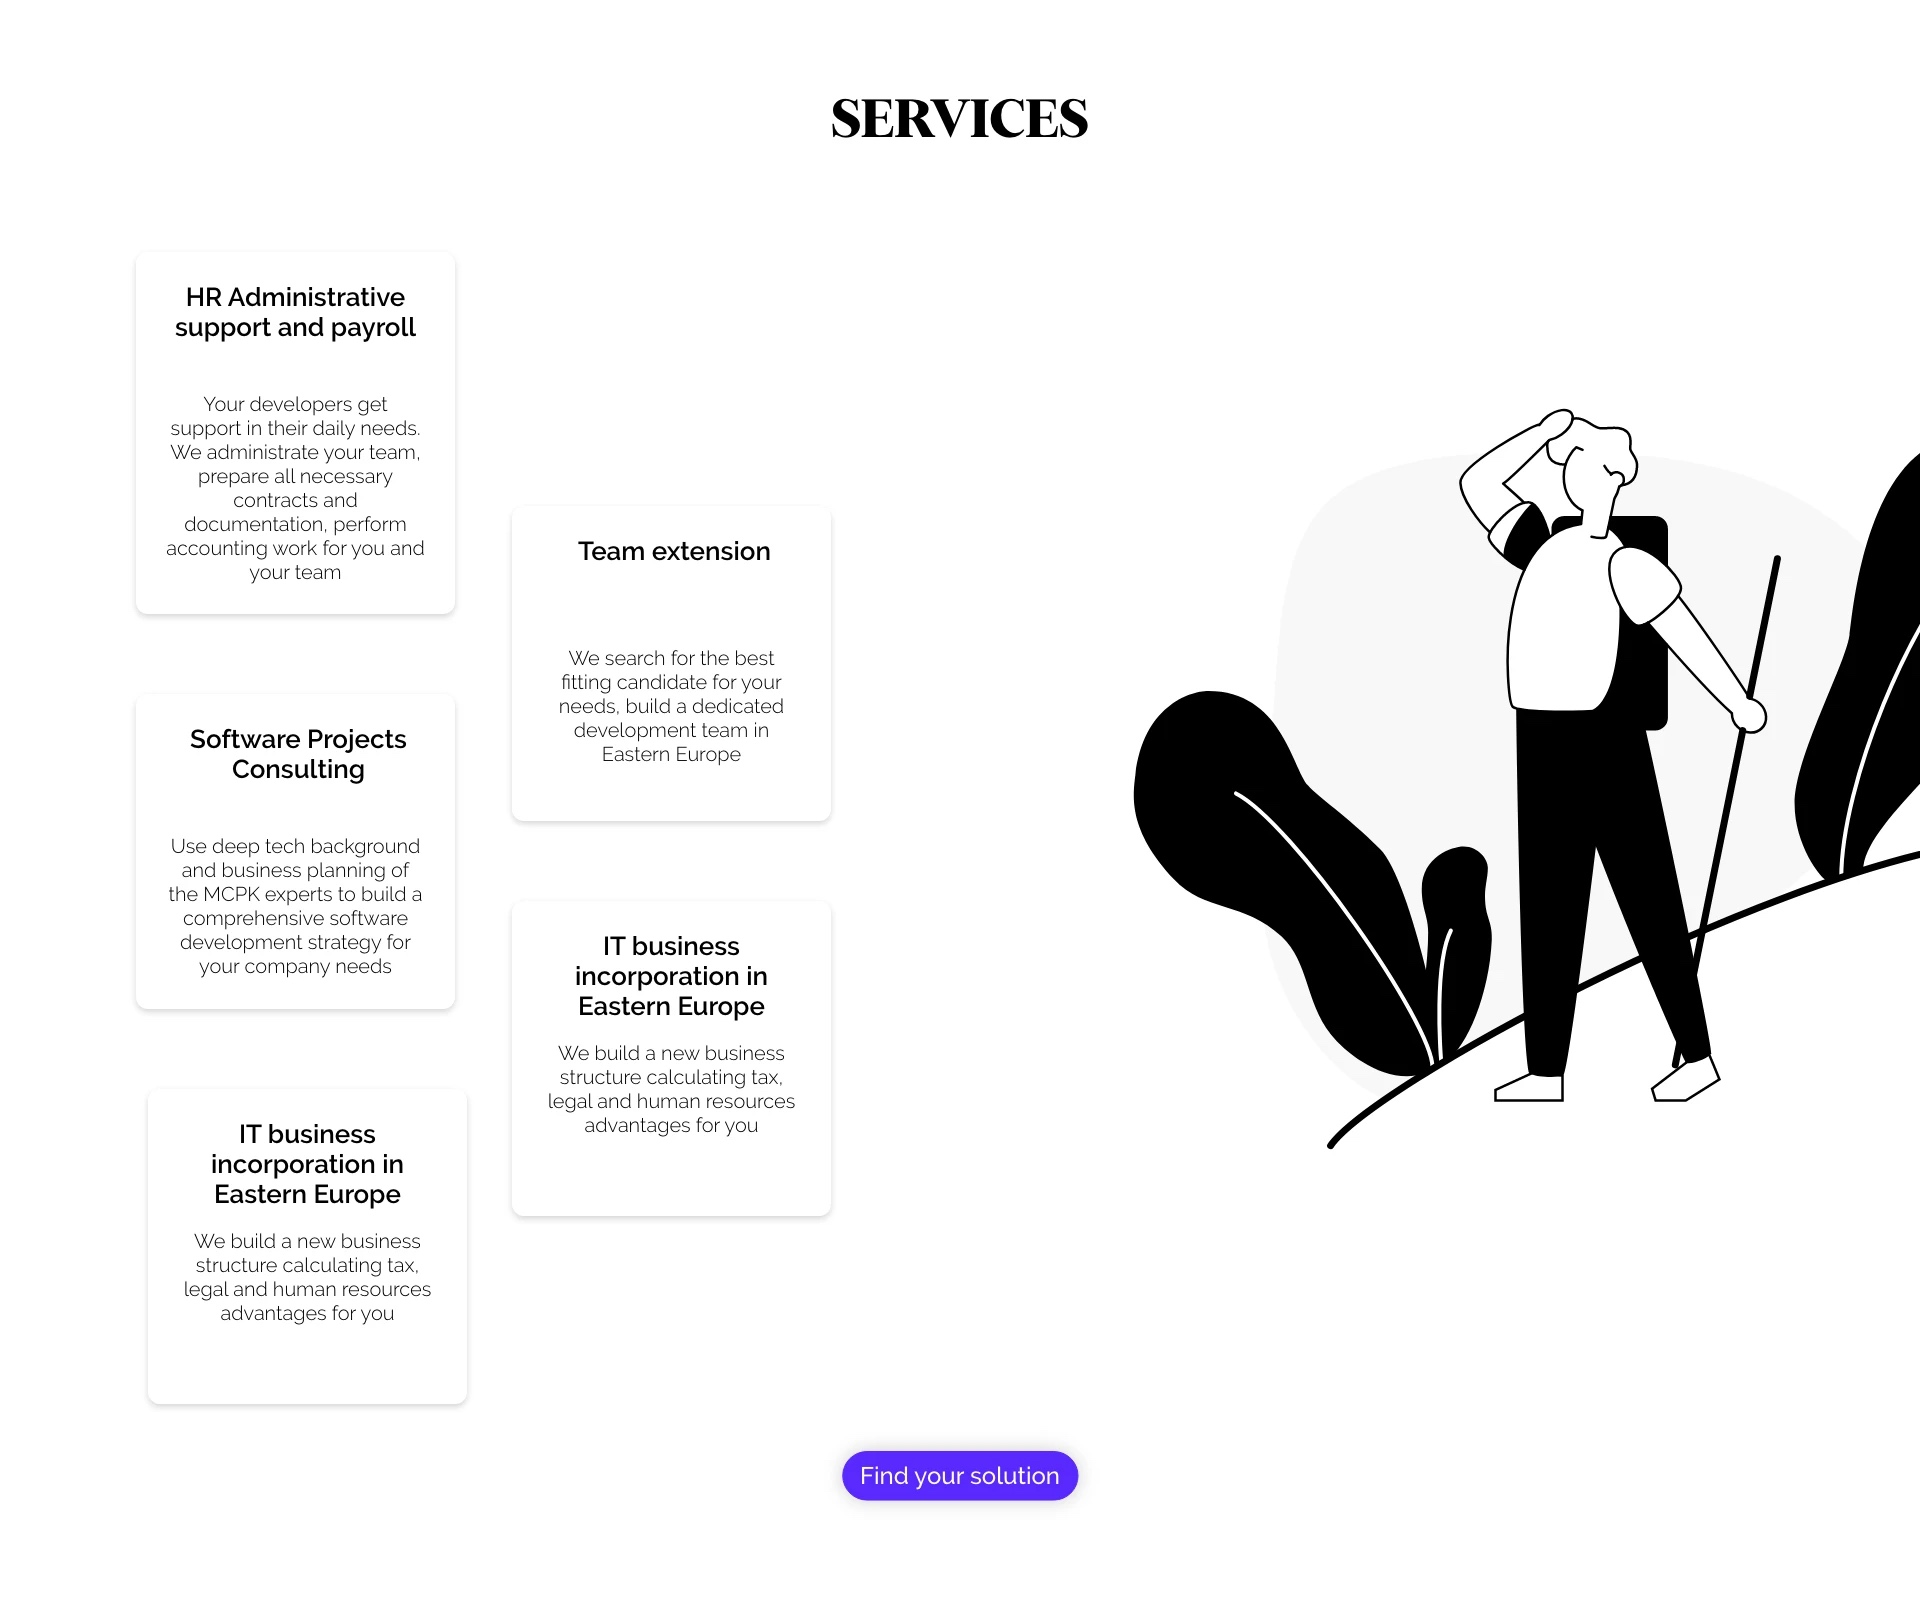 SERVICES
HR Administrative
support and payroll
Your developers get
support in their daily needs.
We administrate your team,
prepare all necessary
contracts and
documentation, perform
accounting work for you and
your team
Team extension
We search for the best
fitting candidate for your
needs, build a dedicated
development team in
Eastern Europe
Software Projects
Consulting
Use deep tech background
and business planning of
the MCPK experts to build a
comprehensive software
development strategy for
your company needs
IT business
incorporation in
Eastern Europe
We build a new business
structure calculating tax,
legal and human resources
advantages for you
IT business
incorporation in
Eastern Europe
We build a new business
structure calculating tax,
legal and human resources
advantages for you
Find your solution